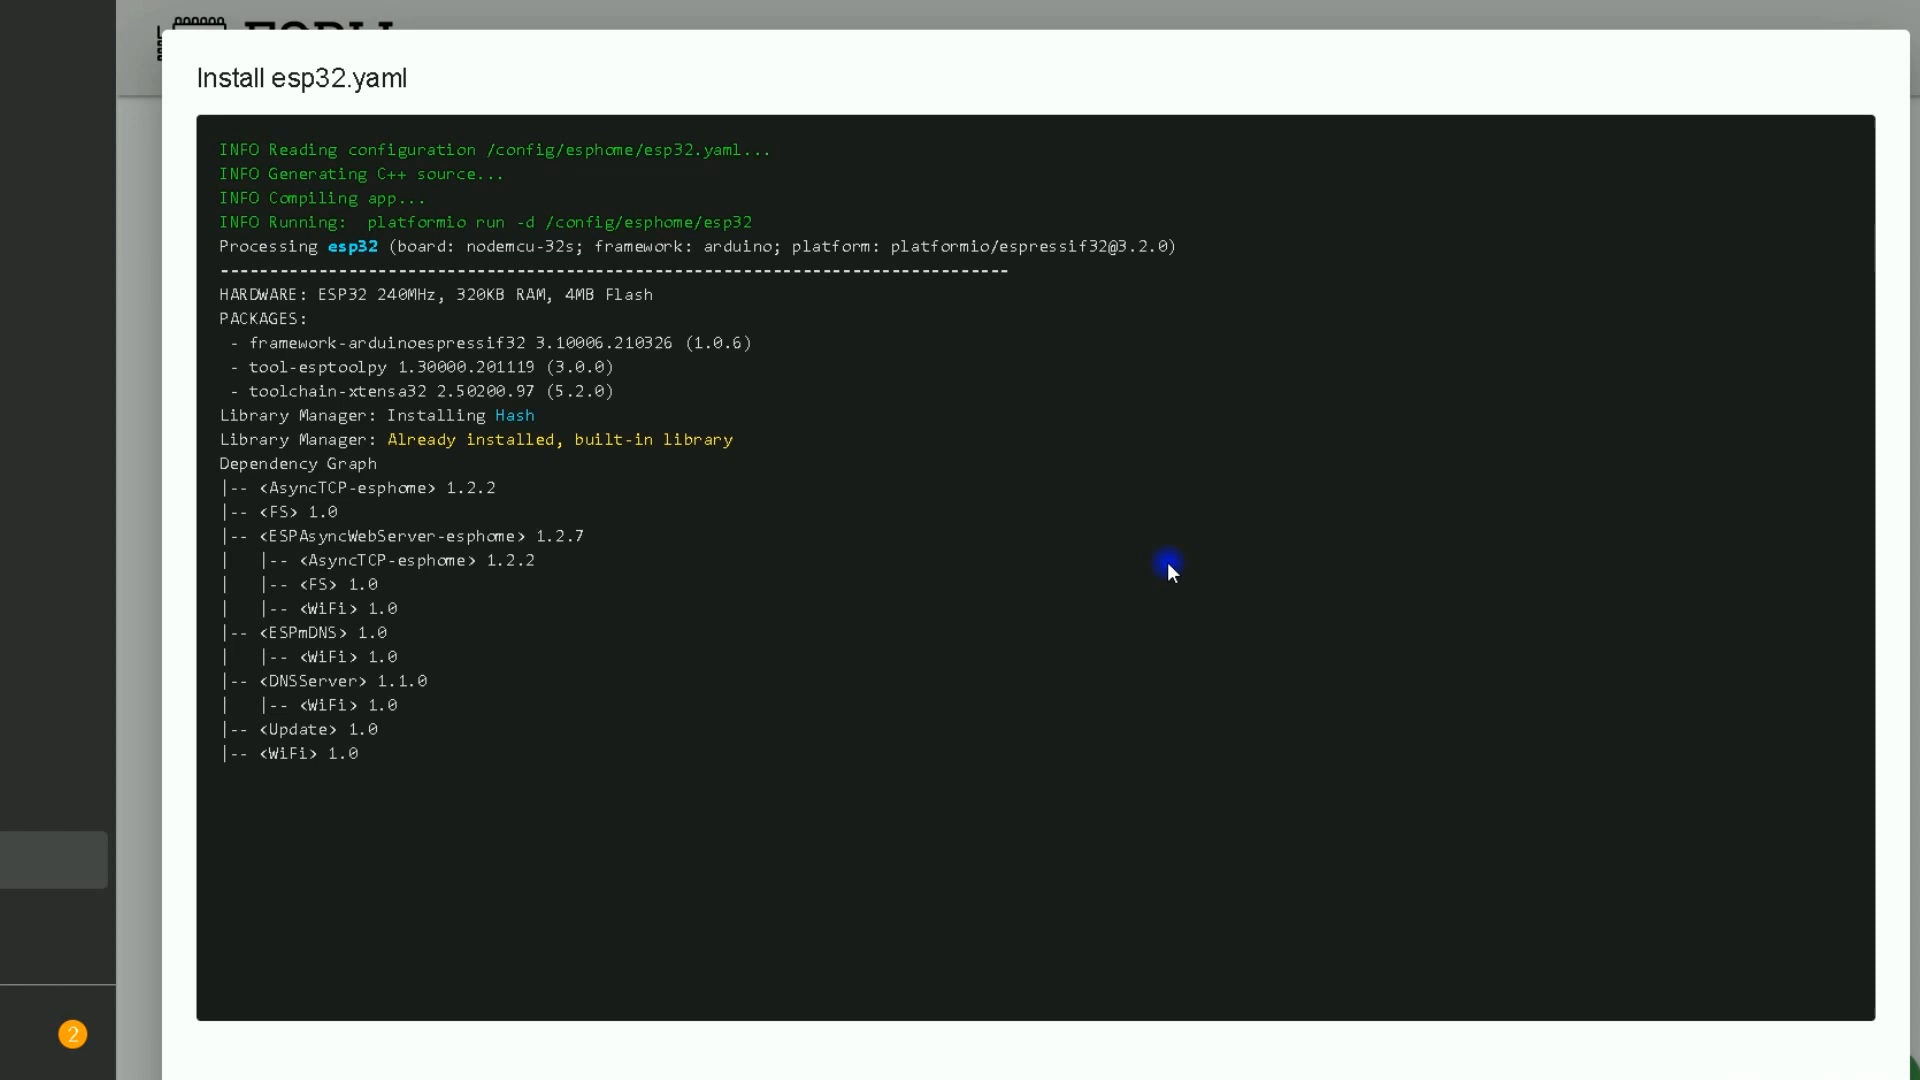 Install esp32.yaml
INFO Reading configuration /config/esphome/esp32.yaml...
INFO Generating C++ source...
INFO Compiling app...
INFO Running:  platformio run -d /config/esphome/esp32
Processing esp32 (board: nodemcu-32s; framework: arduino; platform: platformio/espressif32@3.2.0)
--------------------------------------------------------------------------------
HARDWARE: ESP32 240MHz, 320KB RAM, 4MB Flash
PACKAGES:
 - framework-arduinoespressif32 3.10006.210326 (1.0.6)
 - tool-esptoolpy 1.30000.201119 (3.0.0)
 - toolchain-xtensa32 2.50200.97 (5.2.0)
Library Manager: Installing Hash
Library Manager: Already installed, built-in library
Dependency Graph
|-- <AsyncTCP-esphome> 1.2.2
|-- <FS> 1.0
|-- <ESPAsyncWebServer-esphome> 1.2.7
|   |-- <AsyncTCP-esphome> 1.2.2
|   |-- <FS> 1.0
|   |-- <WiFi> 1.0
|-- <ESPmDNS> 1.0
|   |-- <WiFi> 1.0
|-- <DNSServer> 1.1.0
|   |-- <WiFi> 1.0
|-- <Update> 1.0
|-- <WiFi> 1.0
2